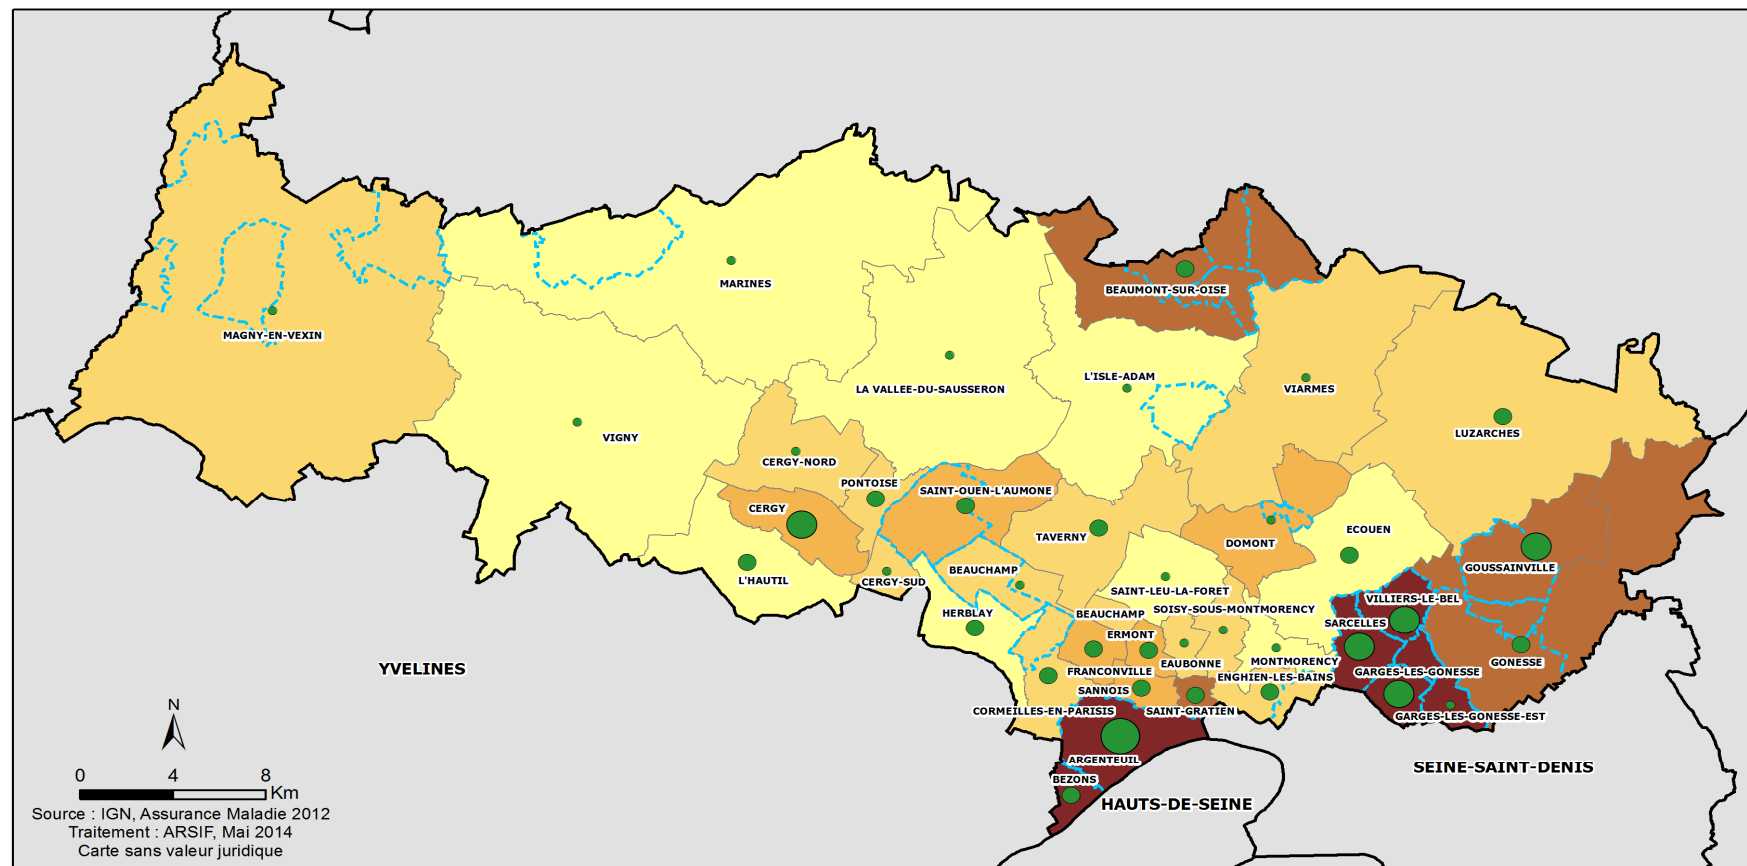 MARINES
BEAUMONT-SUR-OISE
MAGNY-EN-VEXIN
L'ISLE-ADAM
LA VALLEE-DU-SAUSSERON
VIARMES
VIGNY
LUZARCHES
CERGY-NORD
PONTOISE
SAINT-OUEN-L'AUMONE
CERGY
TAVERNY
DOMONT
ECOUEN
GOUSSAINVILLE
L'HAUTIL
CERGY-SUD
BEAUCHAMP
SAINT-LEU-LA-FORET
VILLIERS-LE-BEL
HERBLAY
BEAUCHAMP
SOISY-SOUS-MONTMORENCY
SARCELLES
ERMONT
YVELINES
FRANCONVILLE
EAUBONNE
MONTMORENCY
GONESSE
GARGES-LES-GONESSE
ENGHIEN-LES-BAINS
SANNOIS
CORMEILLES-EN-PARISIS
SAINT-GRATIEN
GARGES-LES-GONESSE-EST
N
ARGENTEUIL
SEINE-SAINT-DENIS
BEZONS
HAUTS-DE-SEINE
0 4 8
Km
Source : IGN, Assurance Maladie 2012
Traitement : ARSIF, Mai 2014
Carte sans valeur juridique